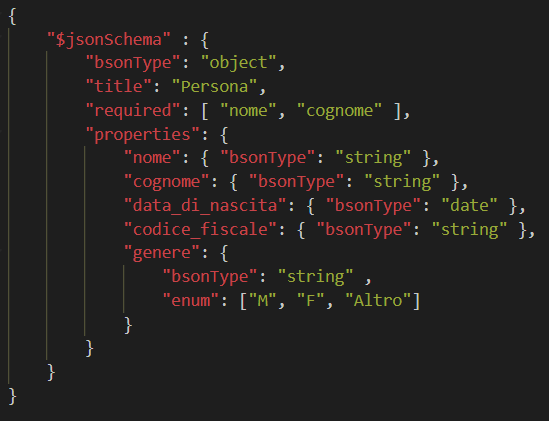 {
    "$jsonSchema" : {
        "bsonType": "object",
        "title": "Persona",
        "required": [ "nome", "cognome" ],
        "properties": {
            "nome": { "bsonType": "string" },
            "cognome": { "bsonType": "string" },
            "data_di_nascita": { "bsonType": "date" },
            "codice_fiscale": { "bsonType": "string" },
            "genere": {
                "bsonType": "string" ,
                "enum": ["M", "F", "Altro"]
            }
        }
    }
}